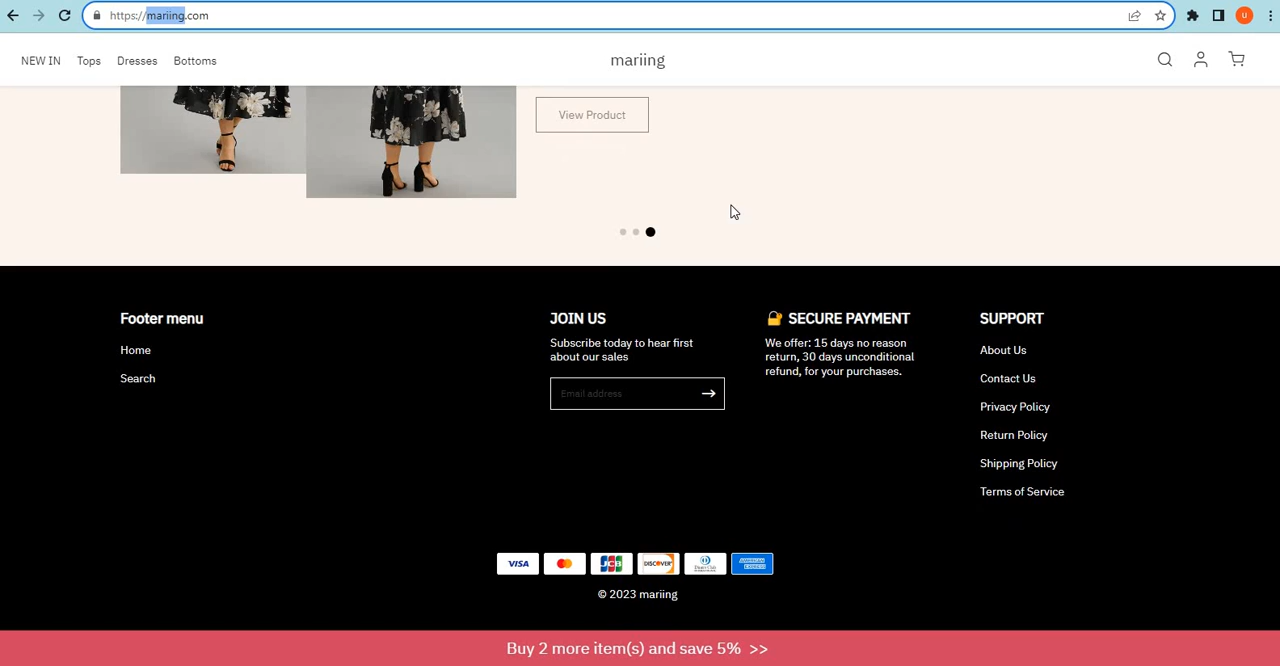 https://mariing.com
u
NEW IN Tops Dresses Bottoms mariing
View Product
Footer menu
Home
Search
JOIN US
Subscribe today to hear first
about our sales
Email address
🔐 SECURE PAYMENT
We offer: 15 days no reason
return, 30 days unconditional
refund, for your purchases.
SUPPORT
About Us
Contact Us
Privacy Policy
Return Policy
Shipping Policy
Terms of Service
VISA JCB DISCOVER Diners Club AMERICAN EXPRESS
© 2023 mariing
Buy 2 more item(s) and save 5% >>